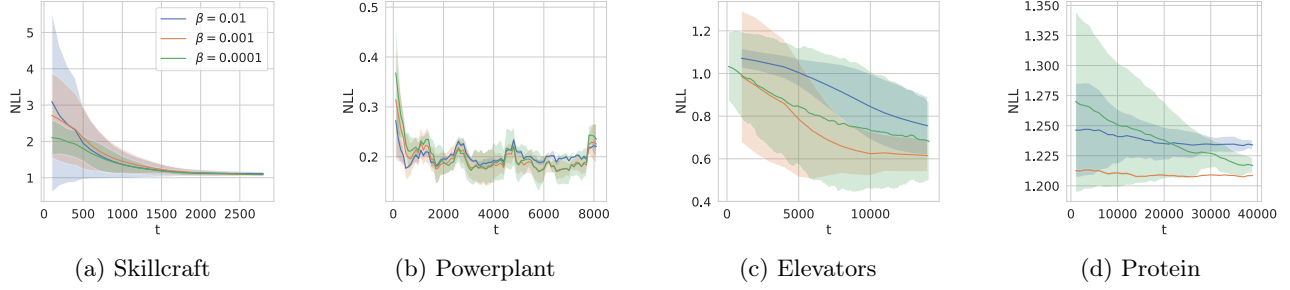 5
4
3
2
1
NLL
0
500
1000
1500
2000
2500
t
β = 0.01
β = 0.001
β = 0.0001
(a) Skillcraft
0.5
0.4
0.3
0.2
NLL
0
2000
4000
6000
8000
t
(b) Powerplant
1.2
1.0
0.8
0.6
0.4
NLL
0
5000
10000
t
(c) Elevators
1.350
1.325
1.300
1.275
1.250
1.225
1.200
NLL
0
10000
20000
30000
40000
t
(d) Protein